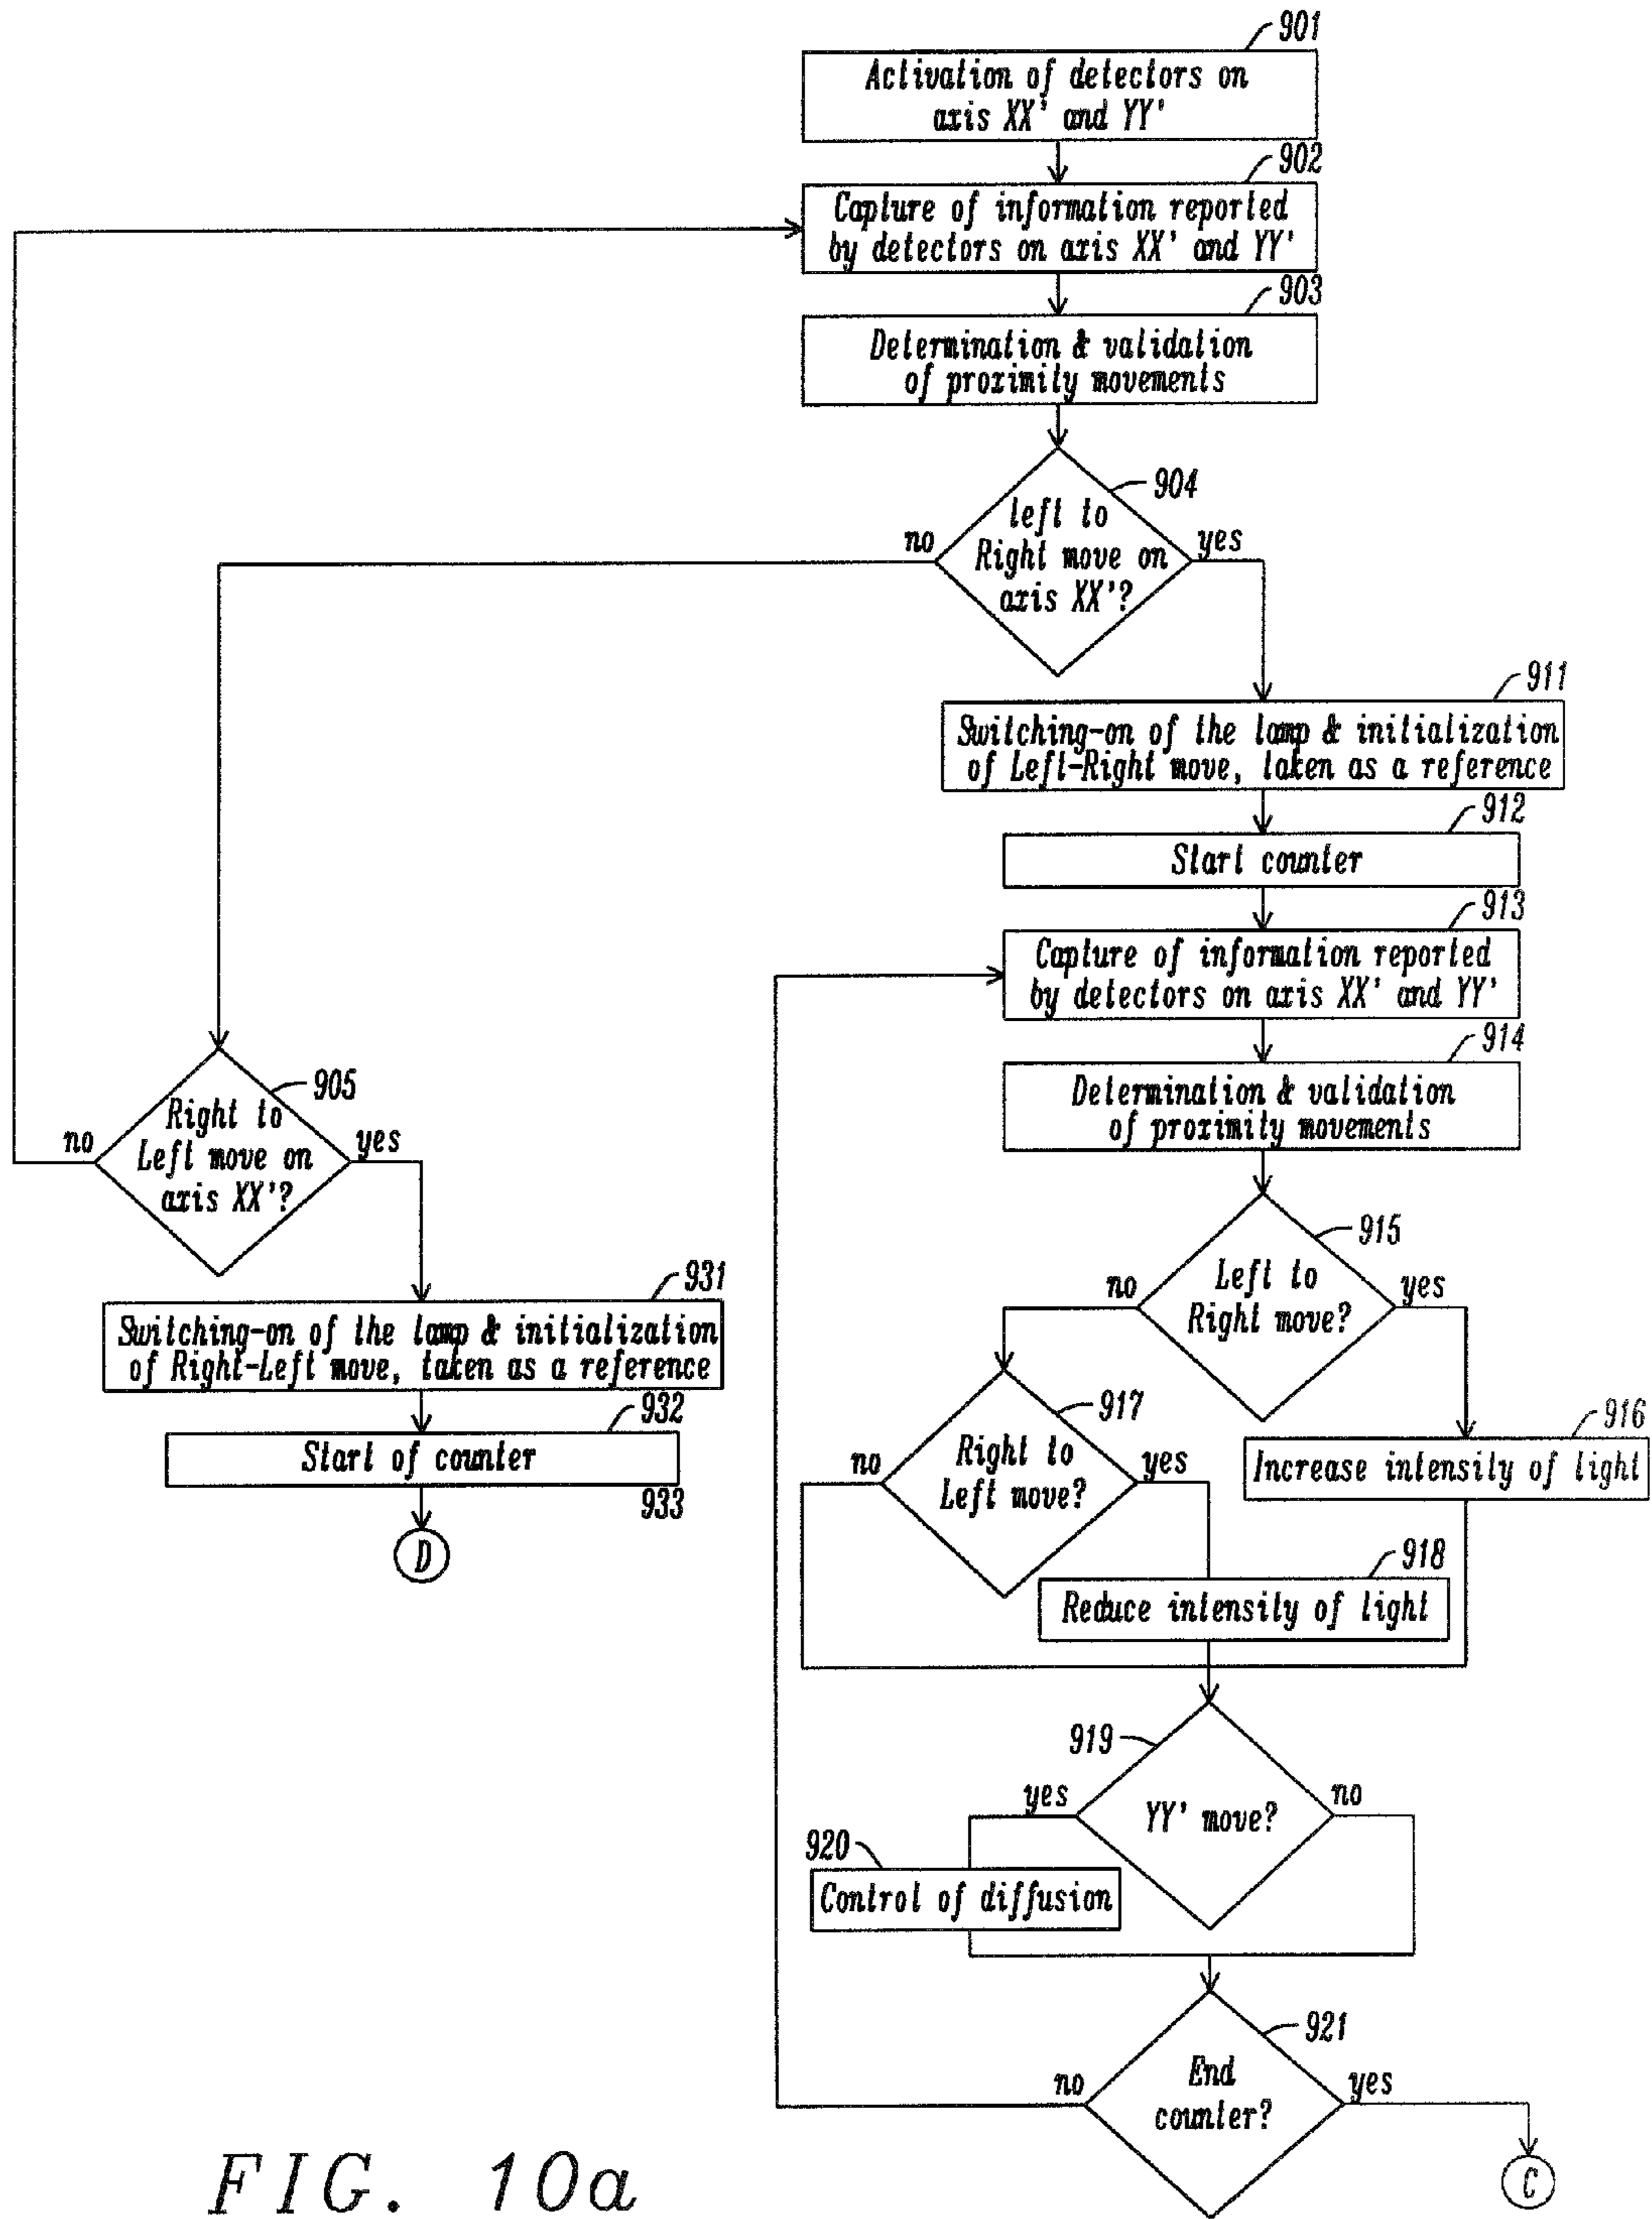 901
Activation of detectors on
axis XX' and YY'
902
Capture of information reported
by detectors on axis XX' and YY'
903
Determination & validation
of proximity movements
904
left to
Right move on
axis XX'?
no
yes
911
Switching-on of the lamp & initialization
of Left-Right move, taken as a reference
912
Start counter
913
Capture of information reported
by detectors on axis XX' and YY'
914
Determination & validation
of proximity movements
905
Right to
Left move on
axis XX'?
no
yes
931
Switching-on of the lamp & initialization
of Right-Left move, taken as a reference
932
Start of counter
933
D
915
Left to
Right move?
no
yes
916
Increase intensity of light
917
Right to
Left move?
no
yes
918
Reduce intensity of light
919
YY' move?
yes
no
920
Control of diffusion
921
End
counter?
no
yes
C
FIG. 10a